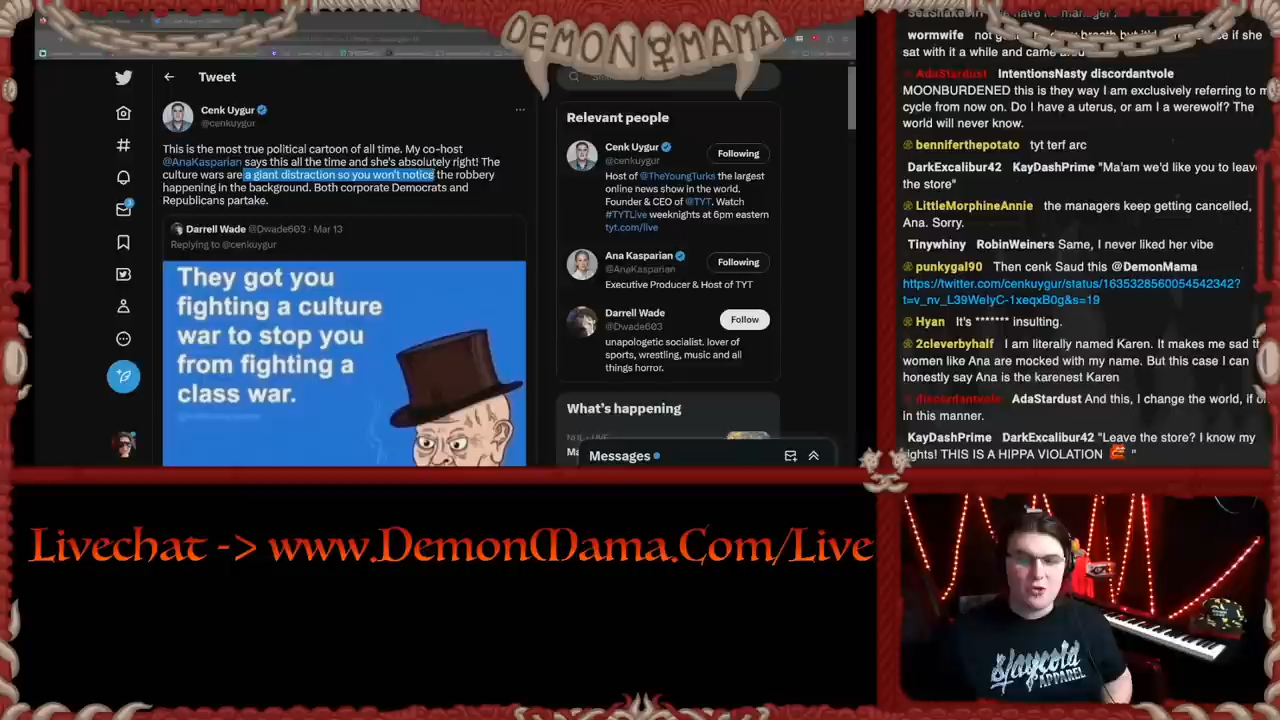 DEMON MAMA
Tweet
Cenk Uygur
@cenkuygur
This is the most true political cartoon of all time. My co-host
@AnaKasparian says this all the time and she's absolutely right! The
culture wars are a giant distraction so you won't notice the robbery
happening in the background. Both corporate Democrats and
Republicans partake.
Darrell Wade @Dwade603 · Mar 13
Replying to @cenkuygur
They got you
fighting a culture
war to stop you
from fighting a
class war.
Relevant people
Cenk Uygur
@cenkuygur
Following
Host of @TheYoungTurks the
largest
online news show in the world.
Founder & CEO of @TYT. Watch
#TYTLive weeknights at 6pm eastern
tyt.com/live
Ana Kasparian
@AnaKasparian
Following
Executive Producer & Host of TYT
Darrell Wade
@Dwade603
Follow
unapologetic socialist. lover of
sports, wrestling, music and all
things horror.
What's happening
Messages
wormwife
sat with it a while and came
AdaStardust IntentionsNasty discordantvole
MOONBURDENED this is they way I am exclusively referring to
cycle from now on. Do I have a uterus, or am I a werewolf? The
world will never know.
benniferthepotato tyt terf arc
DarkExcalibur42 KayDashPrime "Ma'am we'd like you to leave
the store"
LittleMorphineAnnie the managers keep getting cancelled,
Ana. Sorry.
Tinywhiny RobinWeiners Same, I never liked her vibe
punkygal90 Then cenk Saud this @DemonMama
https://twitter.com/cenkuygur/status/1635328560054542342?
t=v_nv_L39WeIyC-1xeqxB0g&s=19
Hyan It's ******* insulting.
2cleverbyhalf I am literally named Karen. It makes me sad
women like Ana are mocked with my name. But this case I can
honestly say Ana is the karenest Karen
discordantvole AdaStardust And this, I change the world, if
in this manner.
KayDashPrime DarkExcalibur42 "Leave the store? I know my
ights! THIS IS A HIPPA VIOLATION "
Livechat -> www.DemonMama.Com/Live
Slaycold
APPAREL